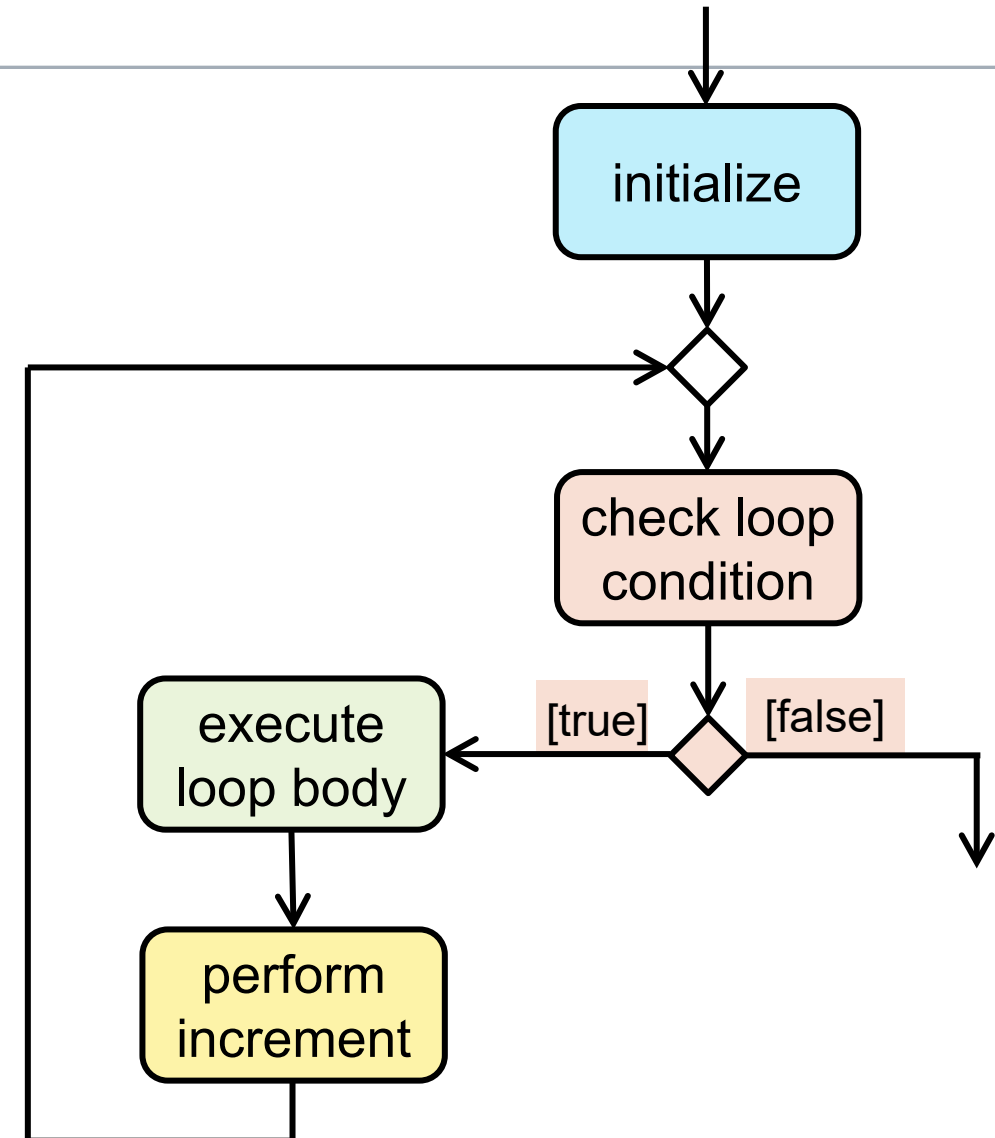 initialize
check loop
condition
[true]
[false]
execute
loop body
perform
increment